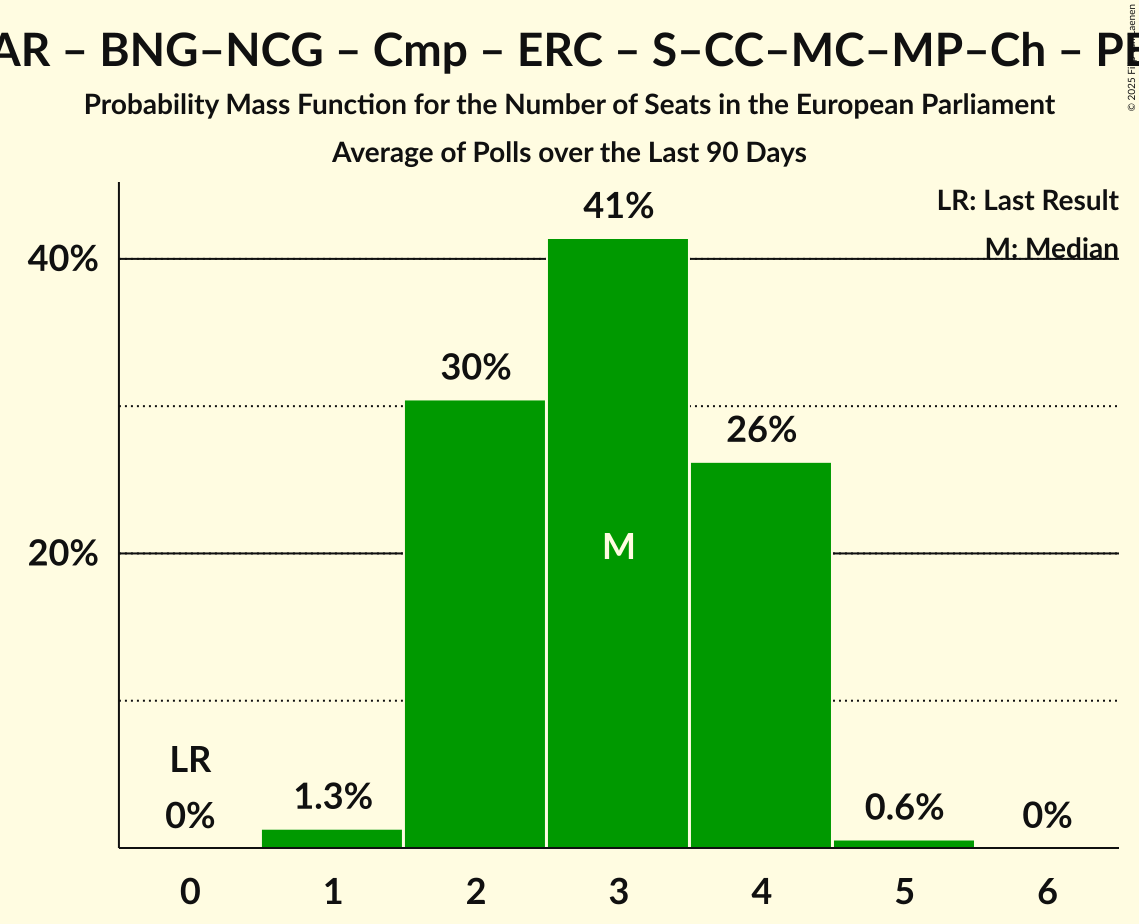 AR – BNG–NCG – Cmp – ERC – S–CC–MC–MP–Ch –
Probability Mass Function for the Number of Seats in the European Parliament
Average of Polls over the Last 90 Days
© 2025
LR: Last Result
M: Median
41%
40%
30%
26%
M
20%
LR
0%
1.3%
0.6%
0%
0 1 2 3 4 5 6